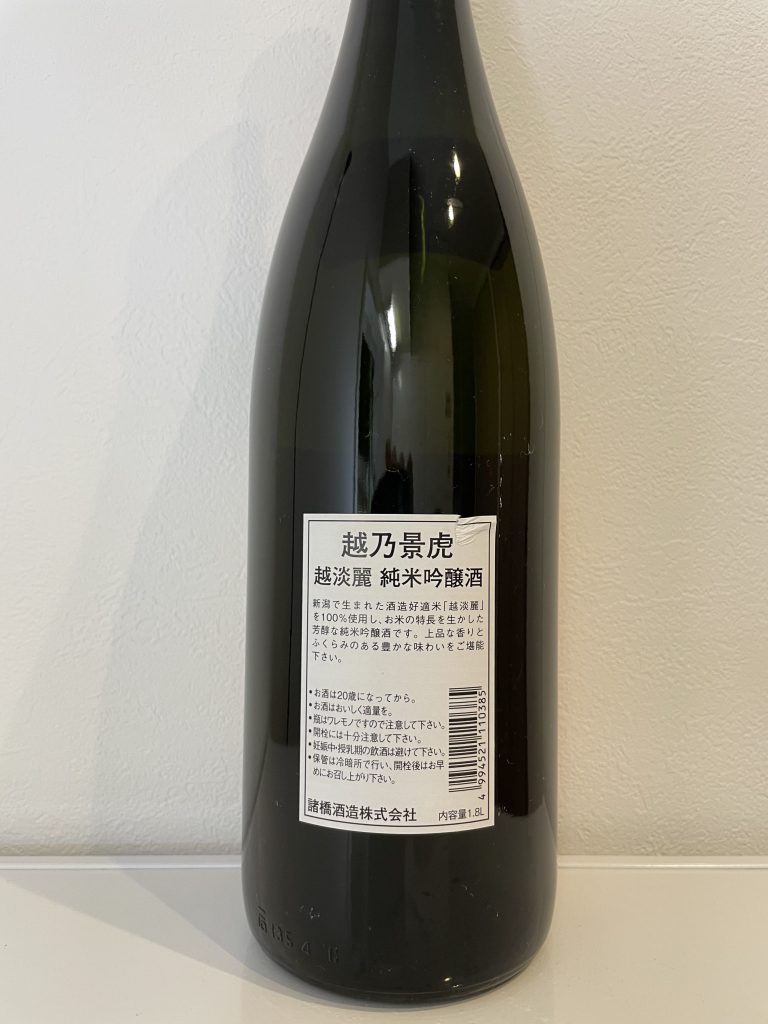 越乃景虎
越淡麗 純米吟醸酒
新潟で生まれた酒造好適米「越淡麗」
を100%使用し、お米の特長を生かした
芳醇な純米吟醸酒です。上品な香りと
ふくらみのある豊かな味わいをご堪能
下さい。
•お酒は20歳になってから。
•お酒はおいしく適量を。
•瓶はワレモノですので注意して下さい。
•開栓には十分注意して下さい。
•妊娠中・授乳期の飲酒は避けて下さい。
•保管は冷暗所で行い、開栓後はお早
めにお召し上がり下さい。
4 994521 110385
諸橋酒造株式会社
内容量1.8L